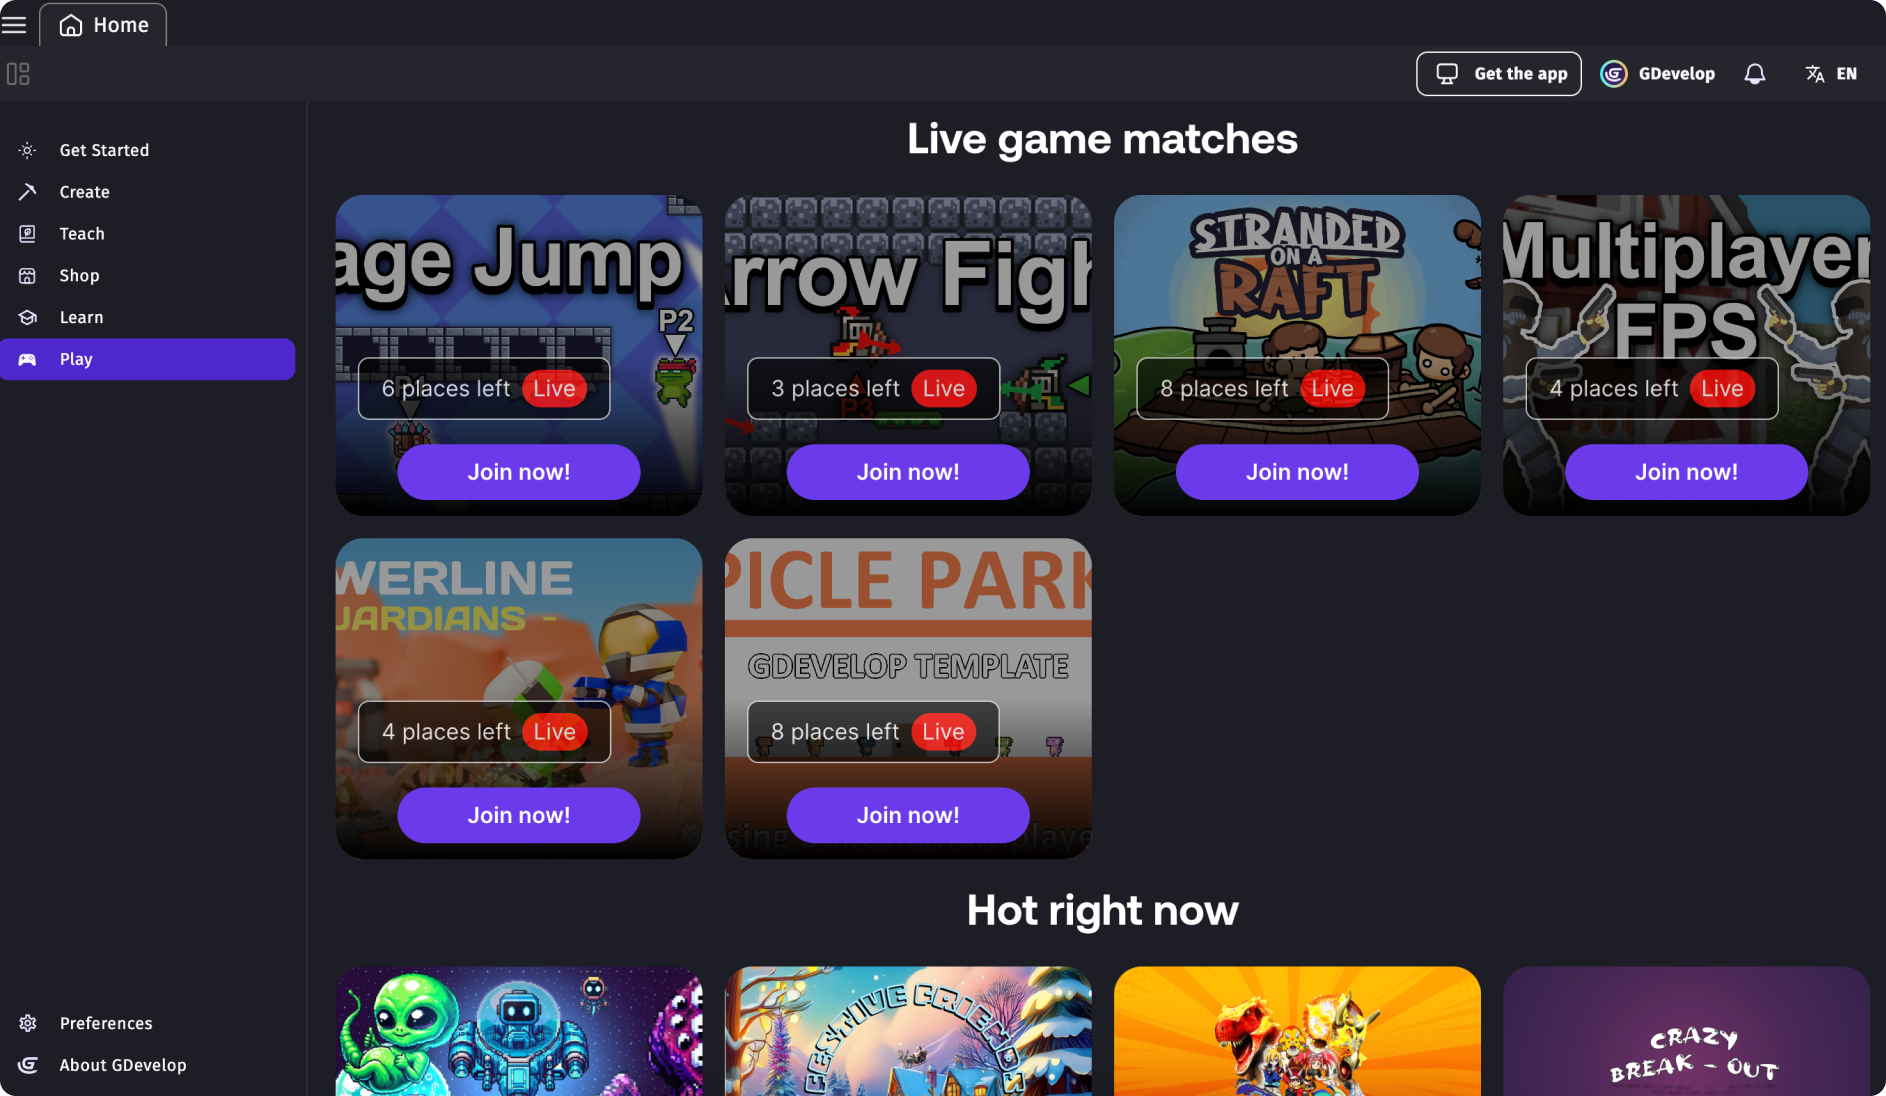 Home
Get the app
GDevelop
EN
Get Started
Create
Teach
Shop
Learn
Play
Preferences
About GDevelop
Live game matches
age Jump
P2
6 places left Live
Join now!
rrow Figh
P3
3 places left Live
Join now!
STRANDED
ON A
RAFT
8 places left Live
Join now!
Multiplayer
FPS
4 places left Live
Join now!
WERLINE
UARDIANS -
4 places left Live
Join now!
PICLE PARK
GDEVELOP TEMPLATE
8 places left Live
Join now!
Hot right now
FESTIVE FRIENDS
CRAZY
BREAK - OUT